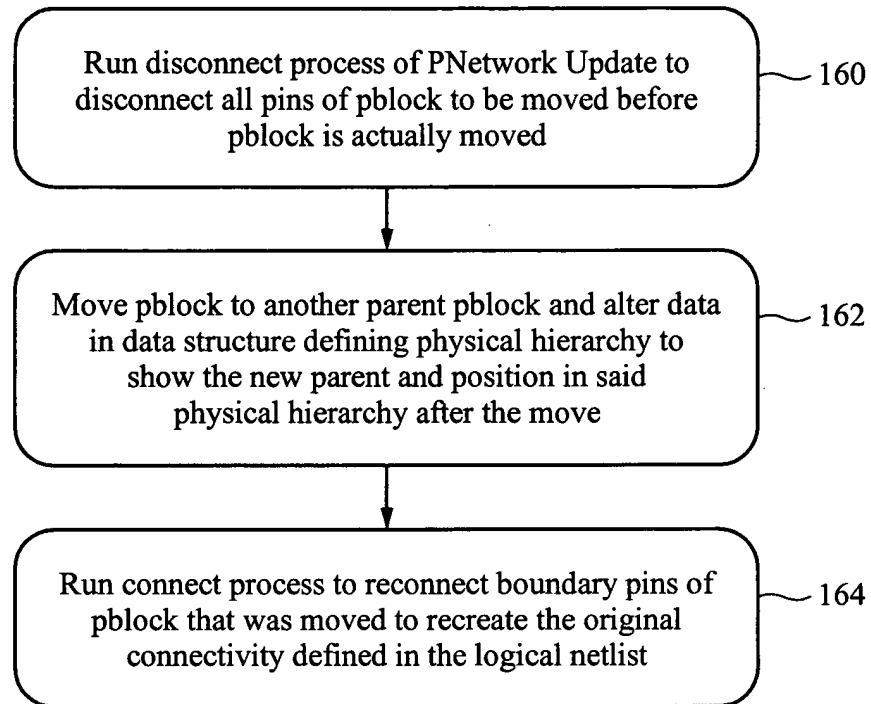 Run disconnect process of PNetwork Update to
disconnect all pins of pblock to be moved before
pblock is actually moved
160
Move pblock to another parent pblock and alter data
in data structure defining physical hierarchy to
show the new parent and position in said
physical hierarchy after the move
162
Run connect process to reconnect boundary pins of
pblock that was moved to recreate the original
connectivity defined in the logical netlist
164